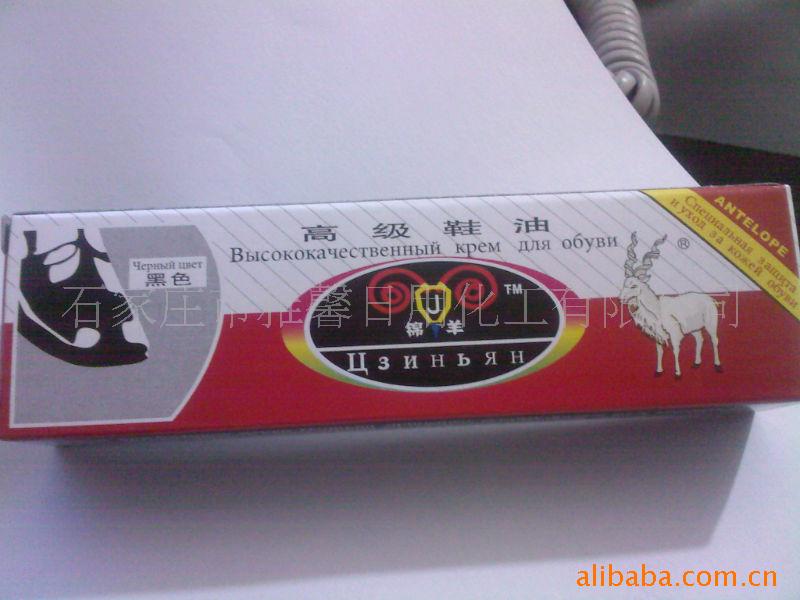 高级鞋油
Высококачественный крем для обуви
ANTELOPE
Специальная защита
и уход за кожей обуви
Черный цвет
黑色
®
J
TM
锦羊
Цзиньян
石家庄市雅馨日用化工有限公司
alibaba.com.cn